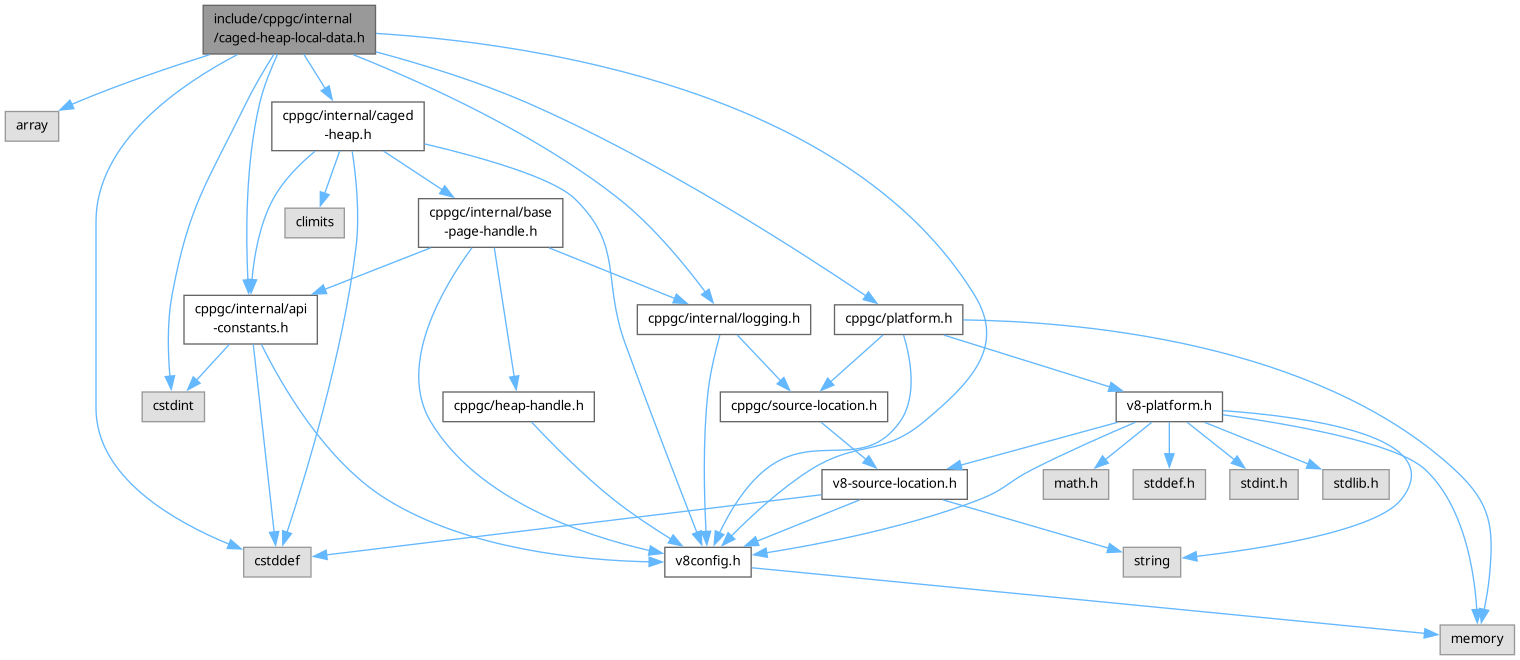 include/cppgc/internal
/caged-heap-local-data.h
array
cppgc/internal/caged
-heap.h
climits
cppgc/internal/base
-page-handle.h
cppgc/internal/api
-constants.h
cppgc/internal/logging.h
cppgc/platform.h
cstdint
cppgc/heap-handle.h
cppgc/source-location.h
v8-platform.h
v8-source-location.h
math.h
stddef.h
stdint.h
stdlib.h
cstddef
v8config.h
string
memory